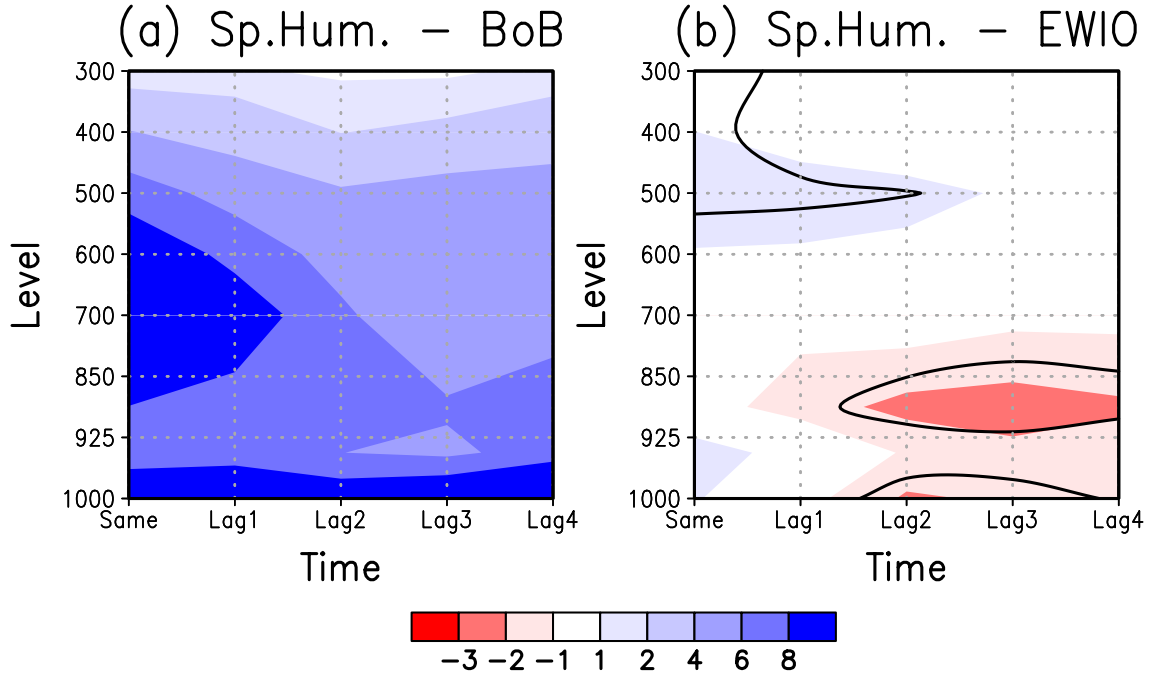 (a) Sp.Hum. − BoB
(b) Sp.Hum. − EWIO
Level
300
400
500
600
700
850
925
1000
Same Lag1 Lag2 Lag3 Lag4
Time
Level
300
400
500
600
700
850
925
1000
Same Lag1 Lag2 Lag3 Lag4
Time
−3 −2 −1 1 2 4 6 8